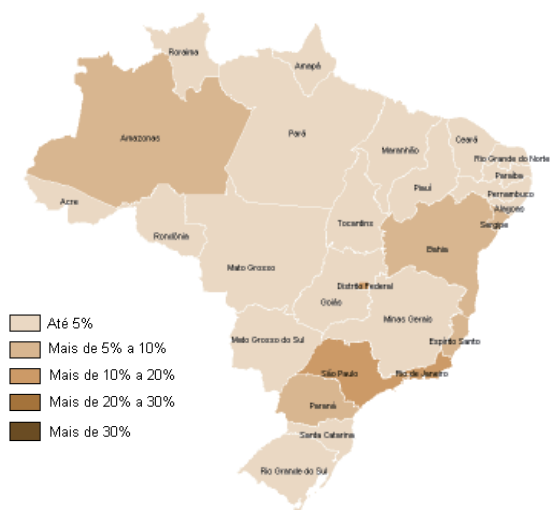 Roraima
Amapá
Amazonas
Pará
Maranhão
Ceará
Rio Grande do Norte
Paraíba
Piauí
Pernambuco
Acre
Alagoas
Tocantins
Sergipe
Rondônia
Bahia
Mato Grosso
Distrito Federal
Goiás
Minas Gerais
Mato Grosso do Sul
Espírito Santo
São Paulo
Rio de Janeiro
Paraná
Santa Catarina
Rio Grande do Sul
Até 5%
Mais de 5% a 10%
Mais de 10% a 20%
Mais de 20% a 30%
Mais de 30%